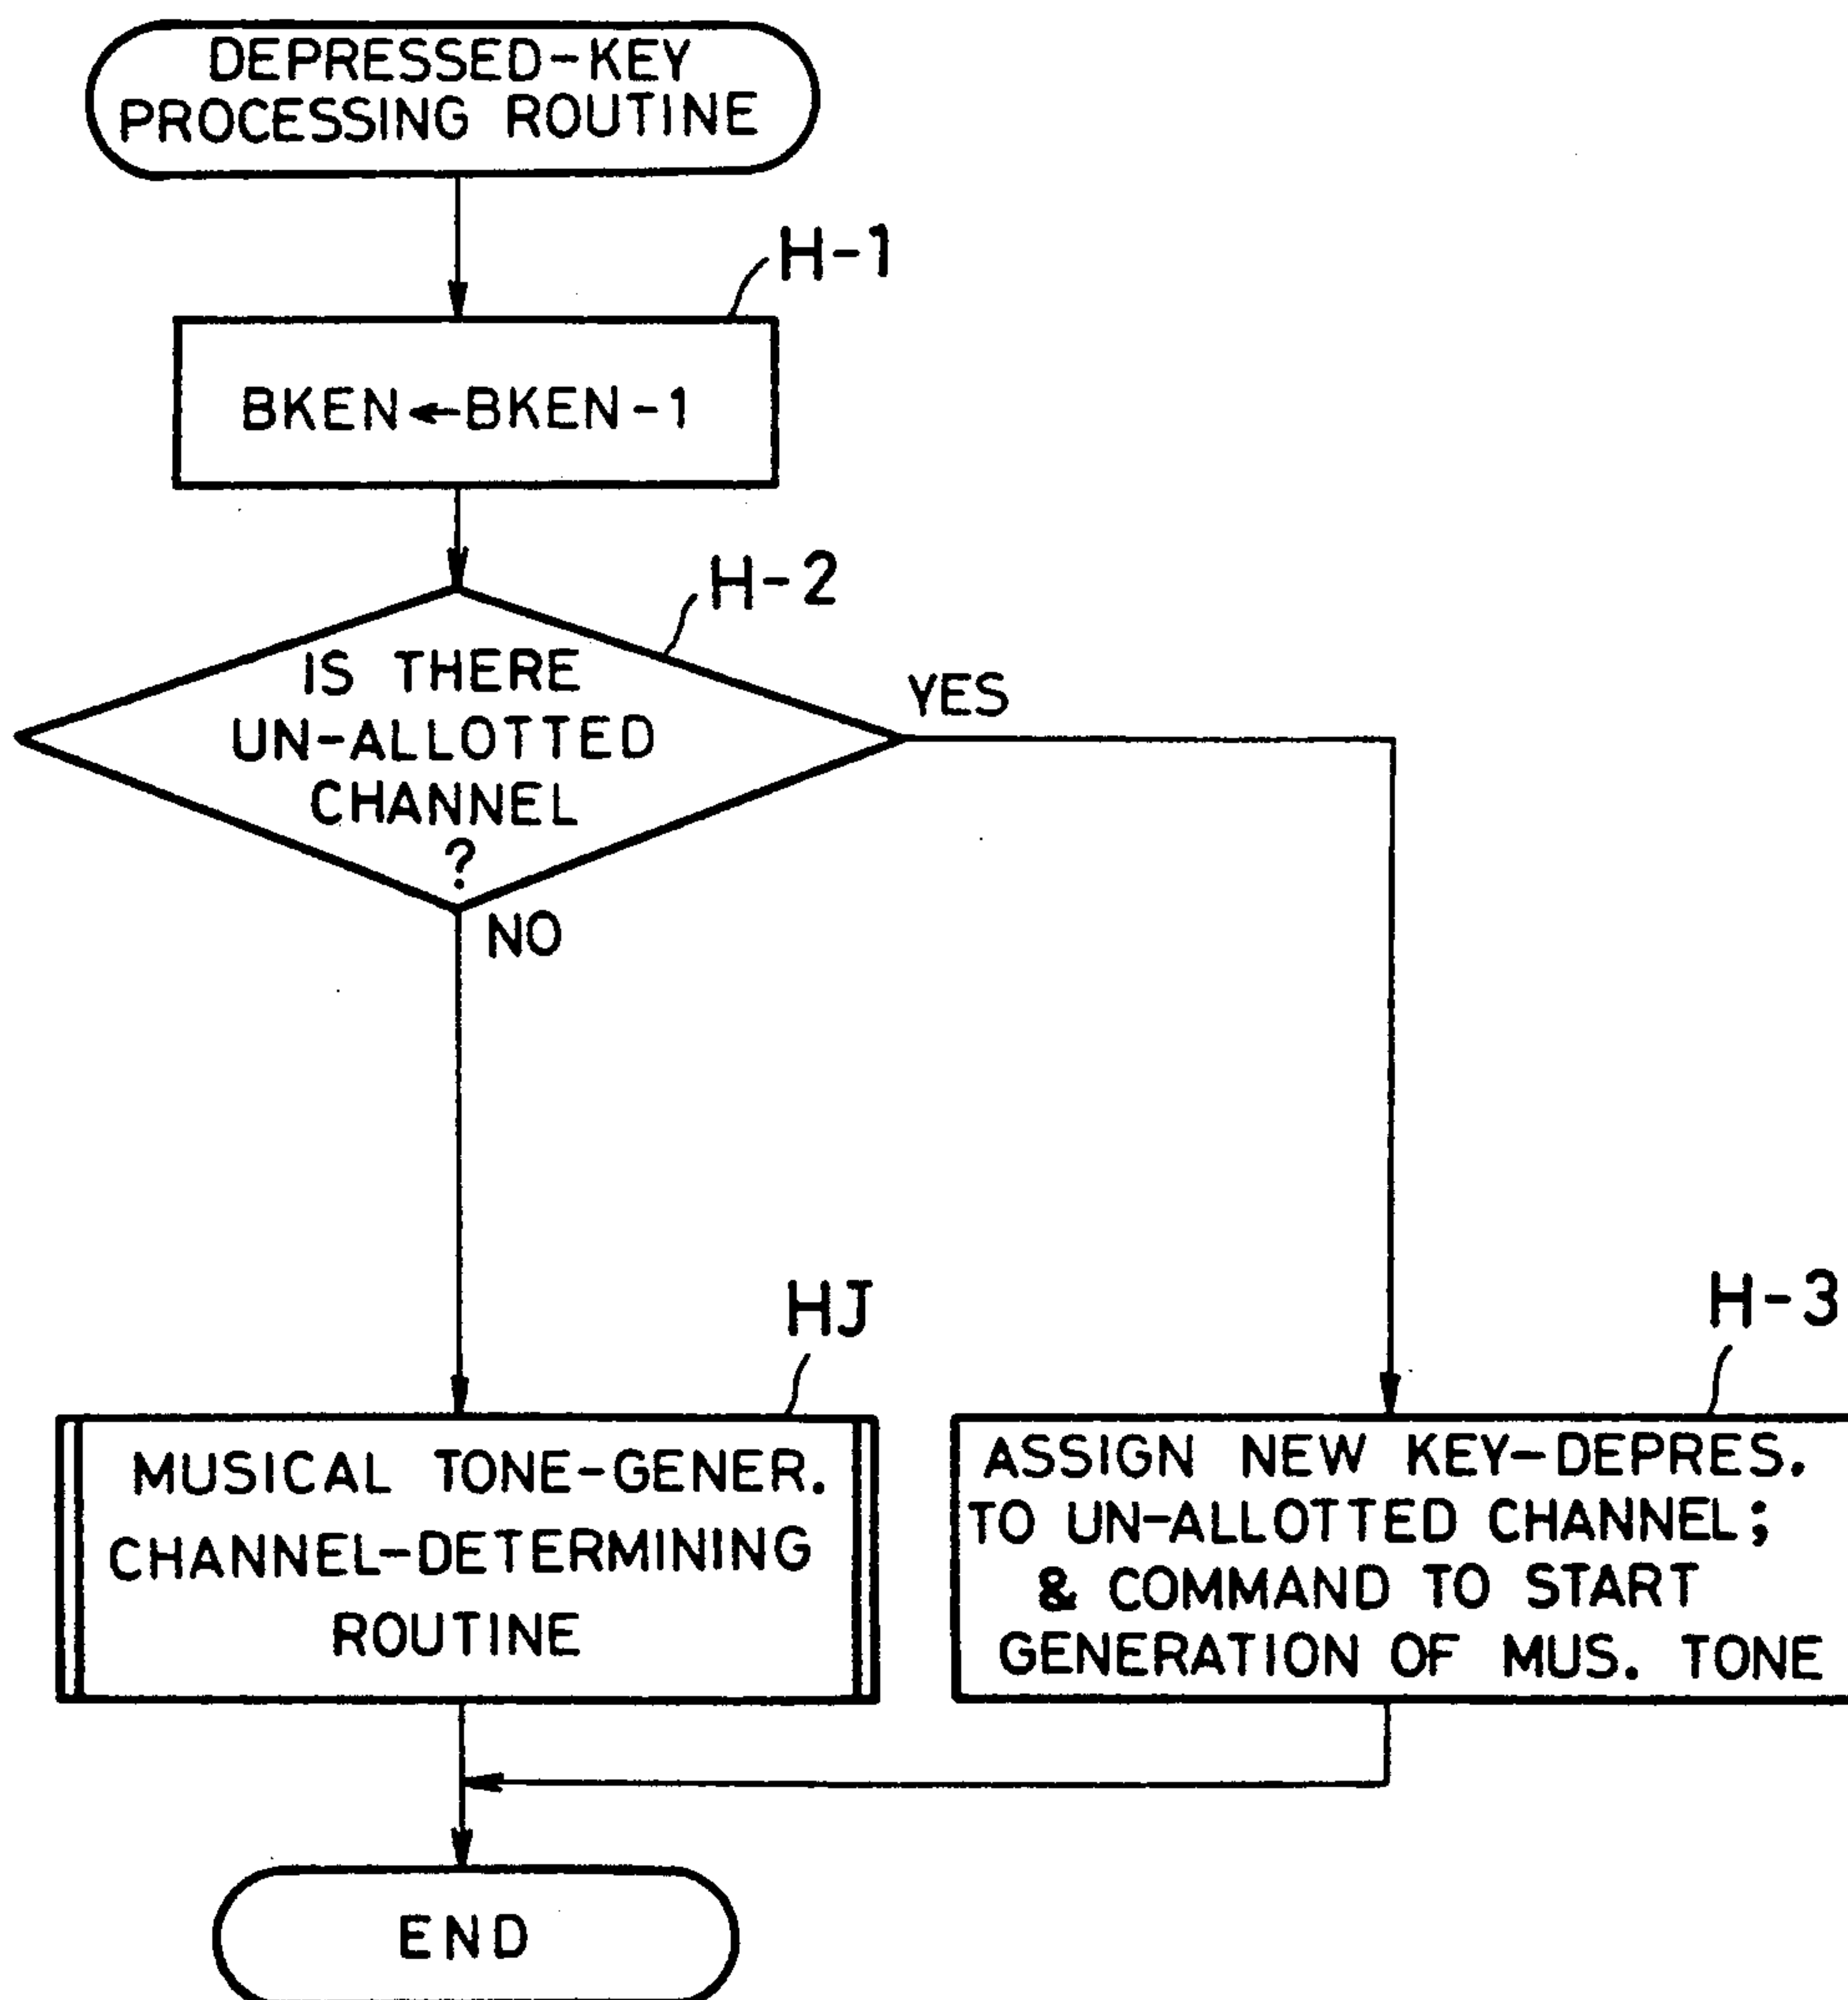 DEPRESSED-KEY
PROCESSING ROUTINE
H-1
BKEN←BKEN-1
H-2
IS THERE
UN-ALLOTTED
CHANNEL
?
YES
NO
HJ
MUSICAL TONE-GENER.
CHANNEL-DETERMINING
ROUTINE
H-3
ASSIGN NEW KEY-DEPRES.
TO UN-ALLOTTED CHANNEL;
& COMMAND TO START
GENERATION OF MUS. TONE
END